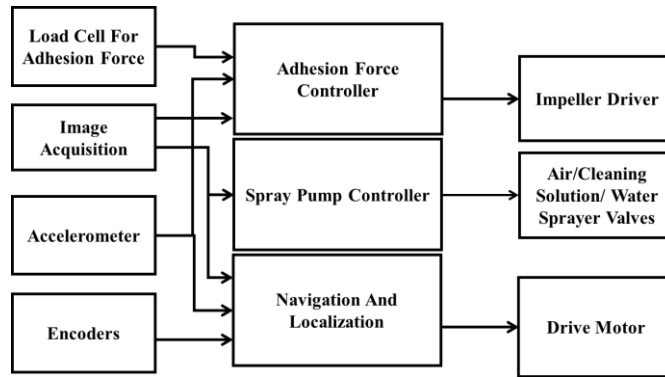 Load Cell For
Adhesion Force
Image
Acquisition
Accelerometer
Encoders
Adhesion Force
Controller
Spray Pump Controller
Navigation And
Localization
Impeller Driver
Air/Cleaning
Solution/ Water
Sprayer Valves
Drive Motor